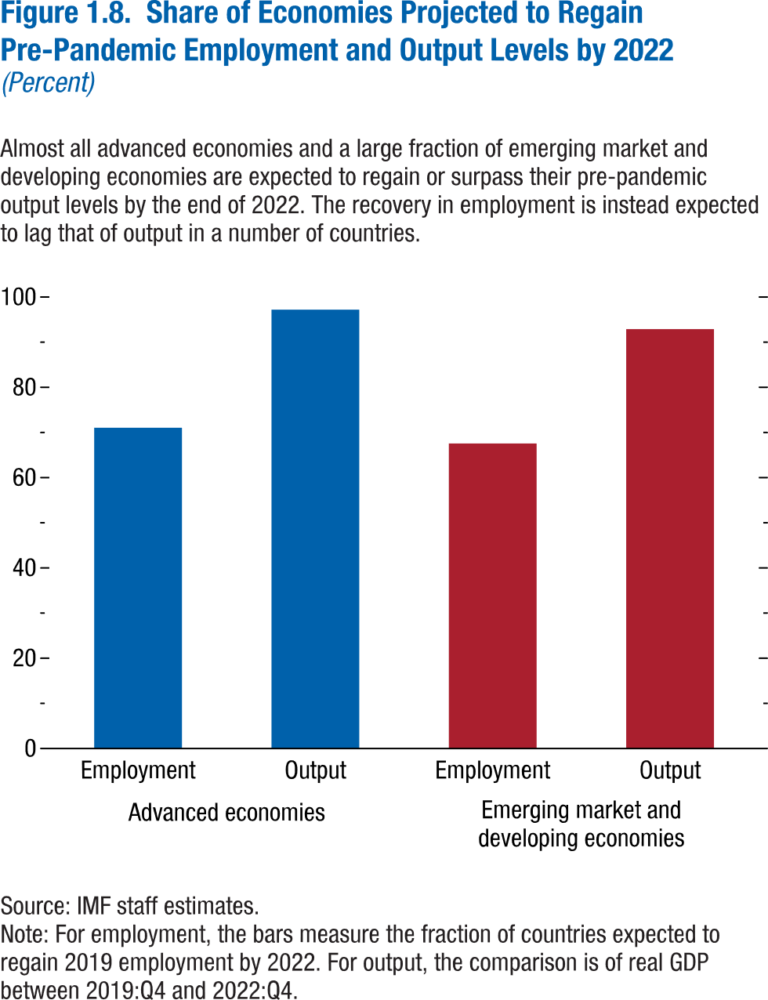 Figure 1.8.  Share of Economies Projected to Regain
Pre-Pandemic Employment and Output Levels by 2022
(Percent)
Almost all advanced economies and a large fraction of emerging market and
developing economies are expected to regain or surpass their pre-pandemic
output levels by the end of 2022. The recovery in employment is instead expected
to lag that of output in a number of countries.
100
80
60
40
20
0
Employment Output Employment Output
Advanced economies
Emerging market and
developing economies
Source: IMF staff estimates.
Note: For employment, the bars measure the fraction of countries expected to
regain 2019 employment by 2022. For output, the comparison is of real GDP
between 2019:Q4 and 2022:Q4.